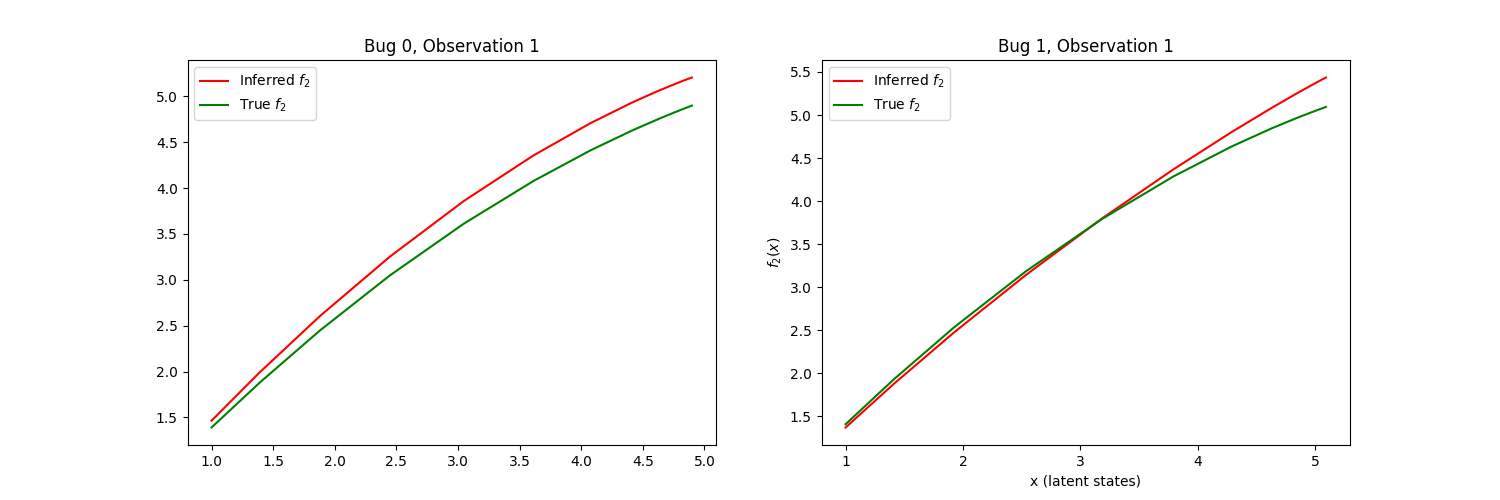 Bug 0, Observation 1
Inferred f₂
True f₂
5.0
4.5
4.0
3.5
3.0
2.5
2.0
1.5
1.0 1.5 2.0 2.5 3.0 3.5 4.0 4.5 5.0
Bug 1, Observation 1
Inferred f₂
True f₂
f₂(x)
5.5
5.0
4.5
4.0
3.5
3.0
2.5
2.0
1.5
1 2 3 4 5
x (latent states)